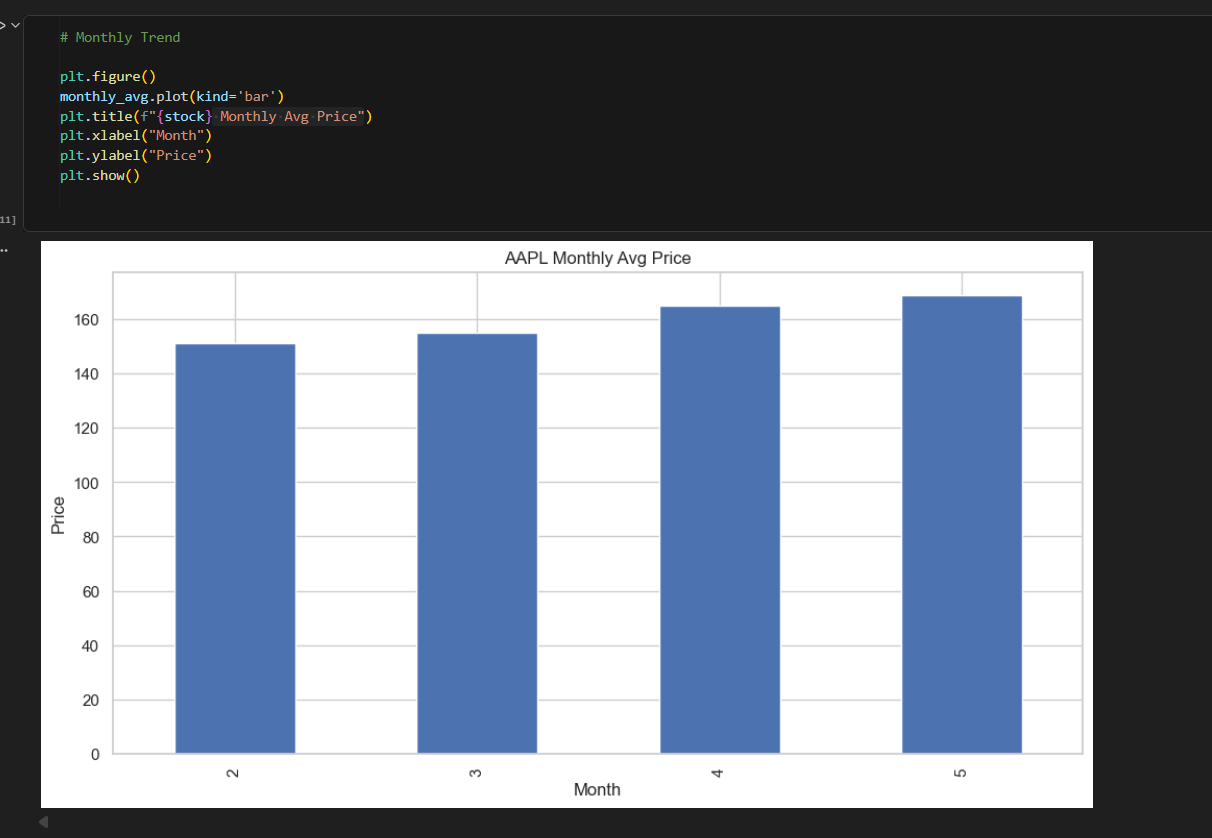 # Monthly Trend
plt.figure()
monthly_avg.plot(kind='bar')
plt.title(f"{stock} Monthly Avg Price")
plt.xlabel("Month")
plt.ylabel("Price")
plt.show()
11]
AAPL Monthly Avg Price
160
140
120
100
80
60
40
20
0
Price
2
3
4
5
Month